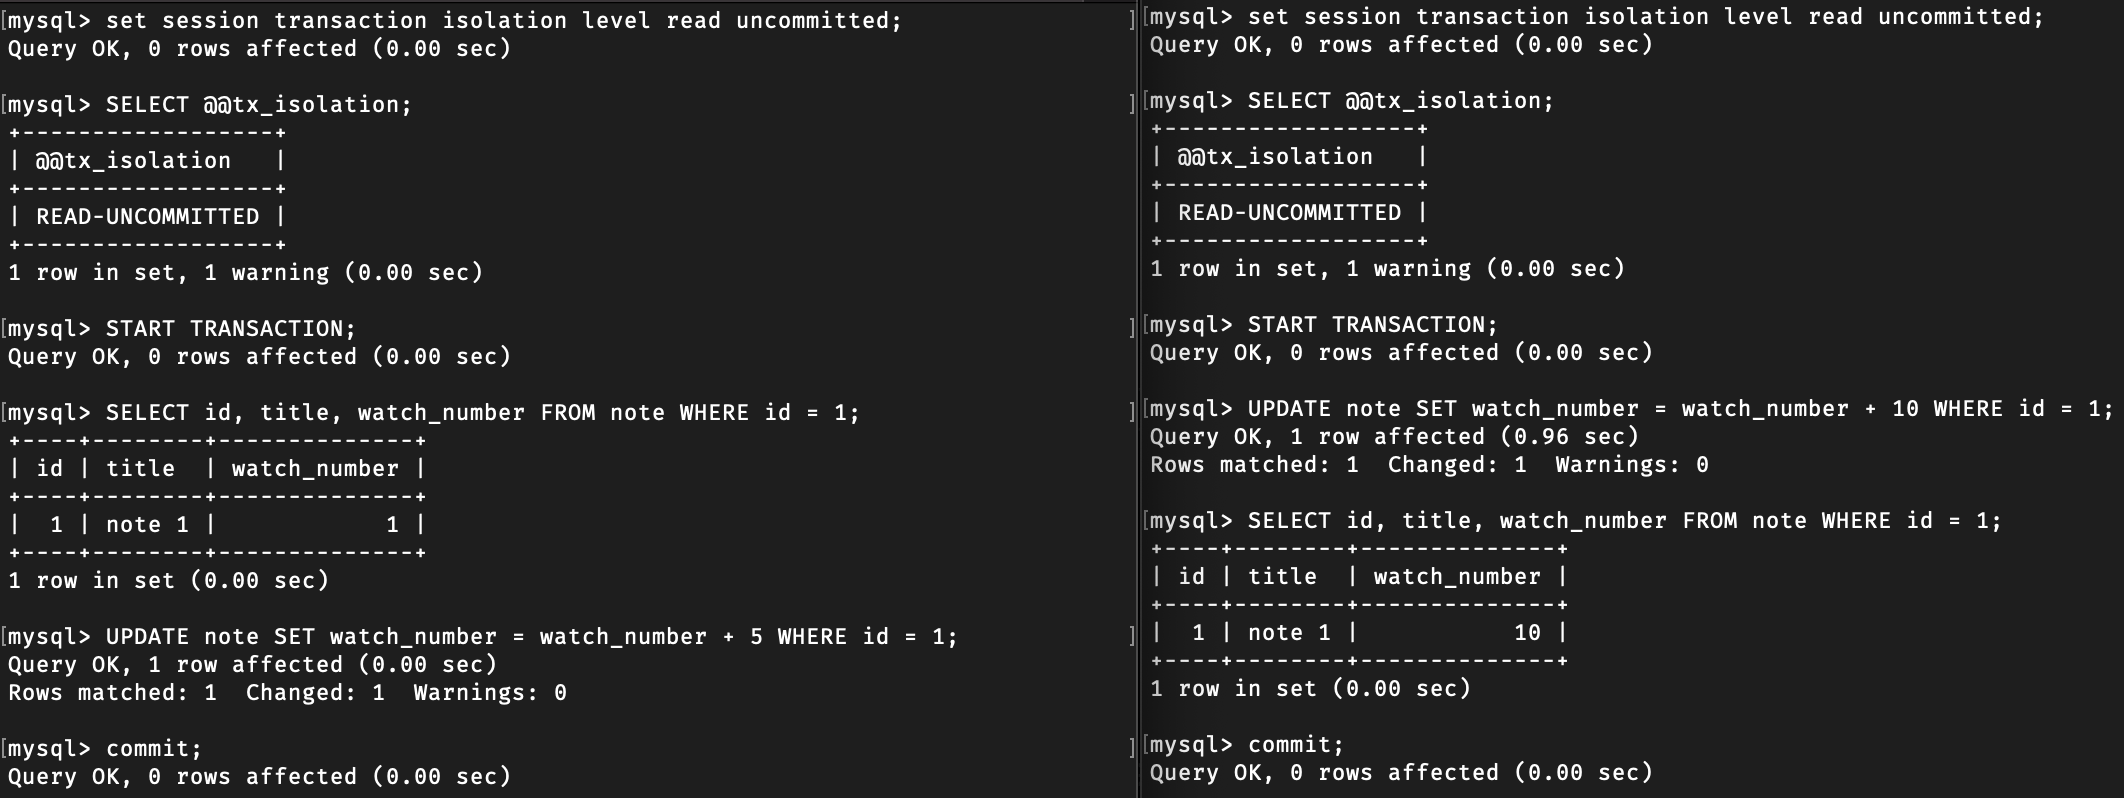 [mysql> set session transaction isolation level read uncommitted; ]
Query OK, 0 rows affected (0.00 sec)

[mysql> SELECT @@tx_isolation; ]
+------------------+
| @@tx_isolation   |
+------------------+
| READ-UNCOMMITTED |
+------------------+
1 row in set, 1 warning (0.00 sec)

[mysql> START TRANSACTION; ]
Query OK, 0 rows affected (0.00 sec)

[mysql> SELECT id, title, watch_number FROM note WHERE id = 1; ]
+----+--------+--------------+
| id | title  | watch_number |
+----+--------+--------------+
|  1 | note 1 |            1 |
+----+--------+--------------+
1 row in set (0.00 sec)

[mysql> UPDATE note SET watch_number = watch_number + 5 WHERE id = 1; ]
Query OK, 1 row affected (0.00 sec)
Rows matched: 1  Changed: 1  Warnings: 0

[mysql> commit; ]
Query OK, 0 rows affected (0.00 sec)

[mysql> set session transaction isolation level read uncommitted;
Query OK, 0 rows affected (0.00 sec)

[mysql> SELECT @@tx_isolation;
+------------------+
| @@tx_isolation   |
+------------------+
| READ-UNCOMMITTED |
+------------------+
1 row in set, 1 warning (0.00 sec)

[mysql> START TRANSACTION;
Query OK, 0 rows affected (0.00 sec)

[mysql> UPDATE note SET watch_number = watch_number + 10 WHERE id = 1;
Query OK, 1 row affected (0.96 sec)
Rows matched: 1  Changed: 1  Warnings: 0

[mysql> SELECT id, title, watch_number FROM note WHERE id = 1;
+----+--------+--------------+
| id | title  | watch_number |
+----+--------+--------------+
|  1 | note 1 |           10 |
+----+--------+--------------+
1 row in set (0.00 sec)

[mysql> commit;
Query OK, 0 rows affected (0.00 sec)